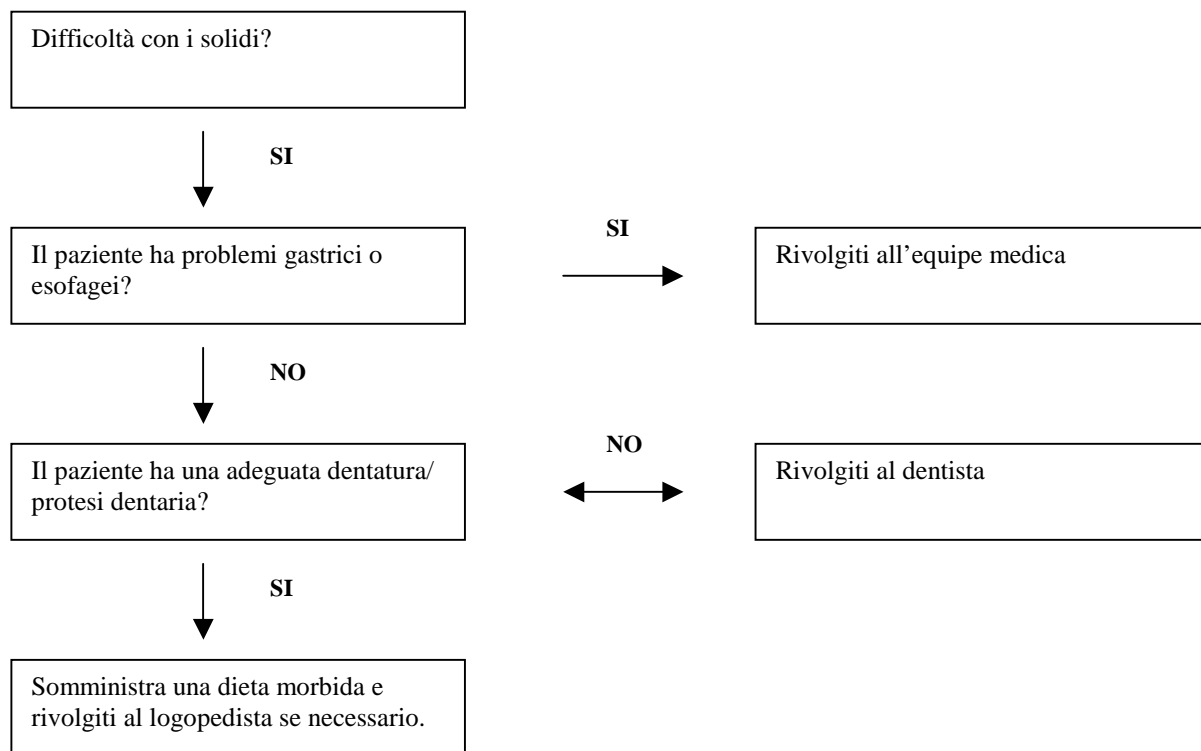 Difficoltà con i solidi?
SI
Il paziente ha problemi gastrici o
esofagei?
SI
Rivolgiti all’equipe medica
NO
Il paziente ha una adeguata dentatura/
protesi dentaria?
NO
Rivolgiti al dentista
SI
Somministra una dieta morbida e
rivolgiti al logopedista se necessario.